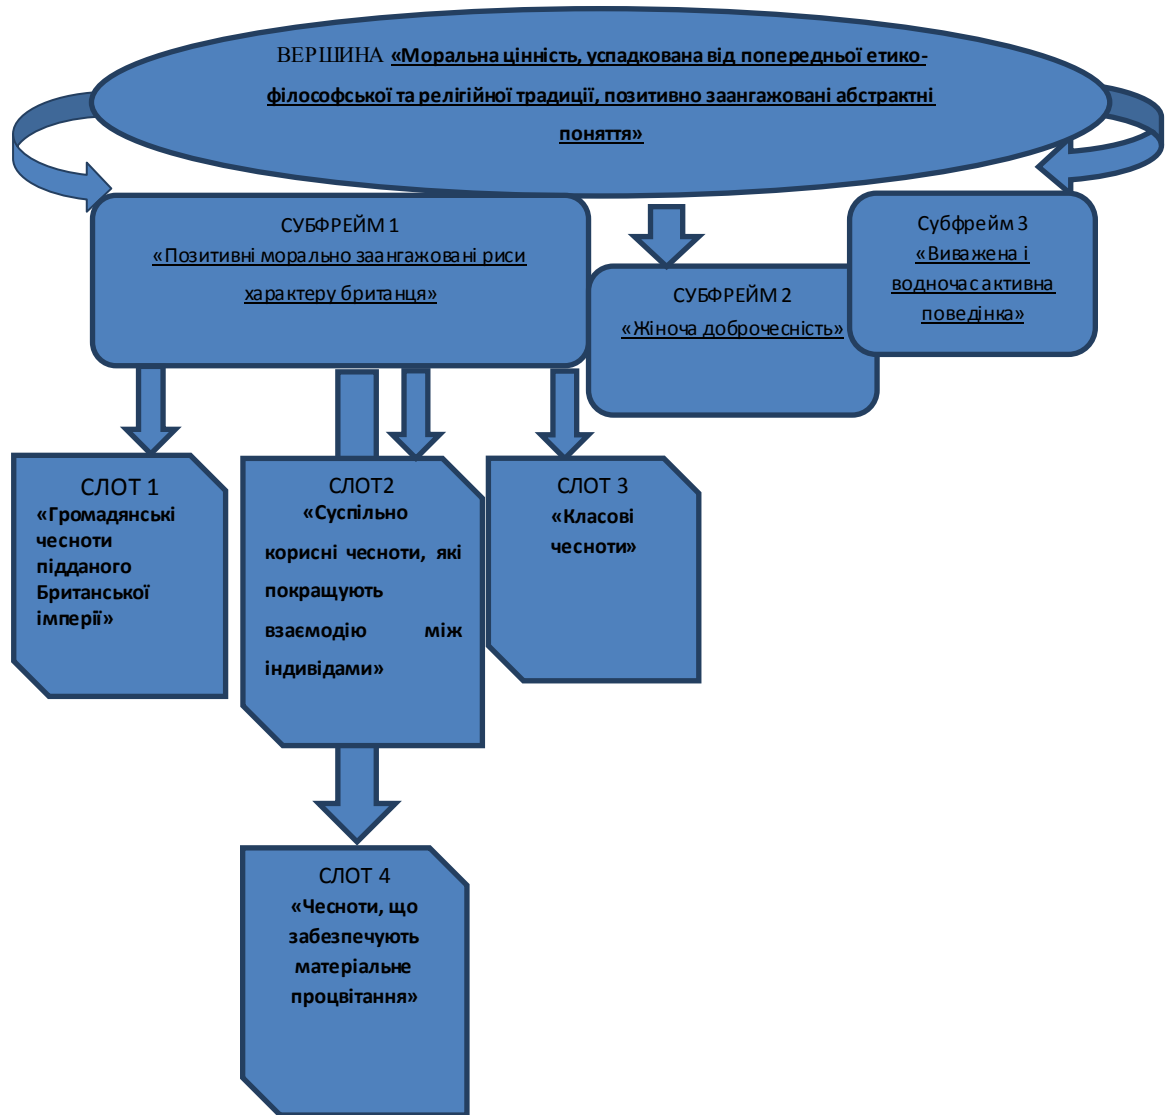 ВЕРШИНА «Моральна цінність, успадкована від попередньої етико-
філософської та релігійної традиції, позитивно заангажовані абстрактні
поняття»
СУБФРЕЙМ 1
«Позитивні морально заангажовані риси
характеру британця»
СУБФРЕЙМ 2
«Жіноча доброчесність»
Субфрейм 3
«Виважена і
водночас активна
поведінка»
СЛОТ 1
«Громадянські
чесноти
підданого
Британської
імперії»
СЛОТ2
«Суспільно
корисні чесноти, які
покращують
взаємодію між
індивідами»
СЛОТ 3
«Класові
чесноти»
СЛОТ 4
«Чесноти, що
забезпечують
матеріальне
процвітання»